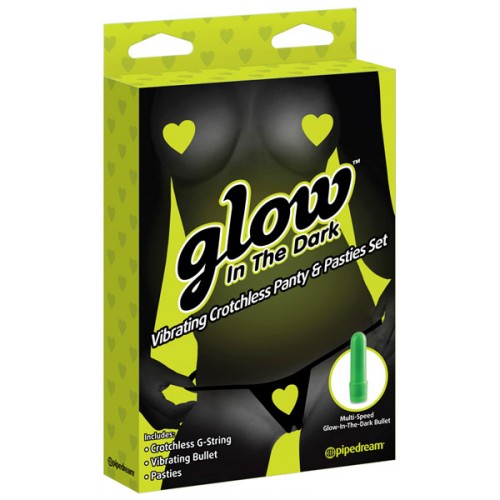 glow™
In The Dark
Vibrating Crotchless Panty & Pasties Set
Multi-Speed
Glow-In-The-Dark Bullet
Includes:
• Crotchless G-String
• Vibrating Bullet
• Pasties
pipedream®